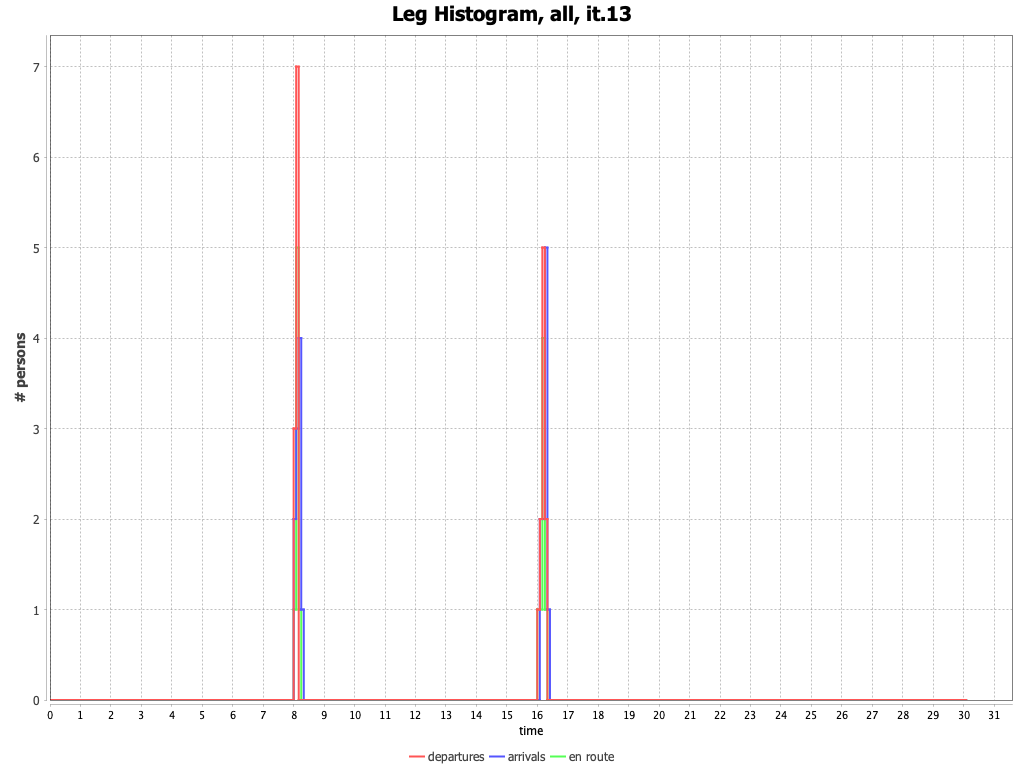 Leg Histogram, all, it.13
7
6
5
4
3
2
1
0
# persons
0 1 2 3 4 5 6 7 8 9 10 11 12 13 14 15 16 17 18 19 20 21 22 23 24 25 26 27 28 29 30 31
time
departures arrivals en route